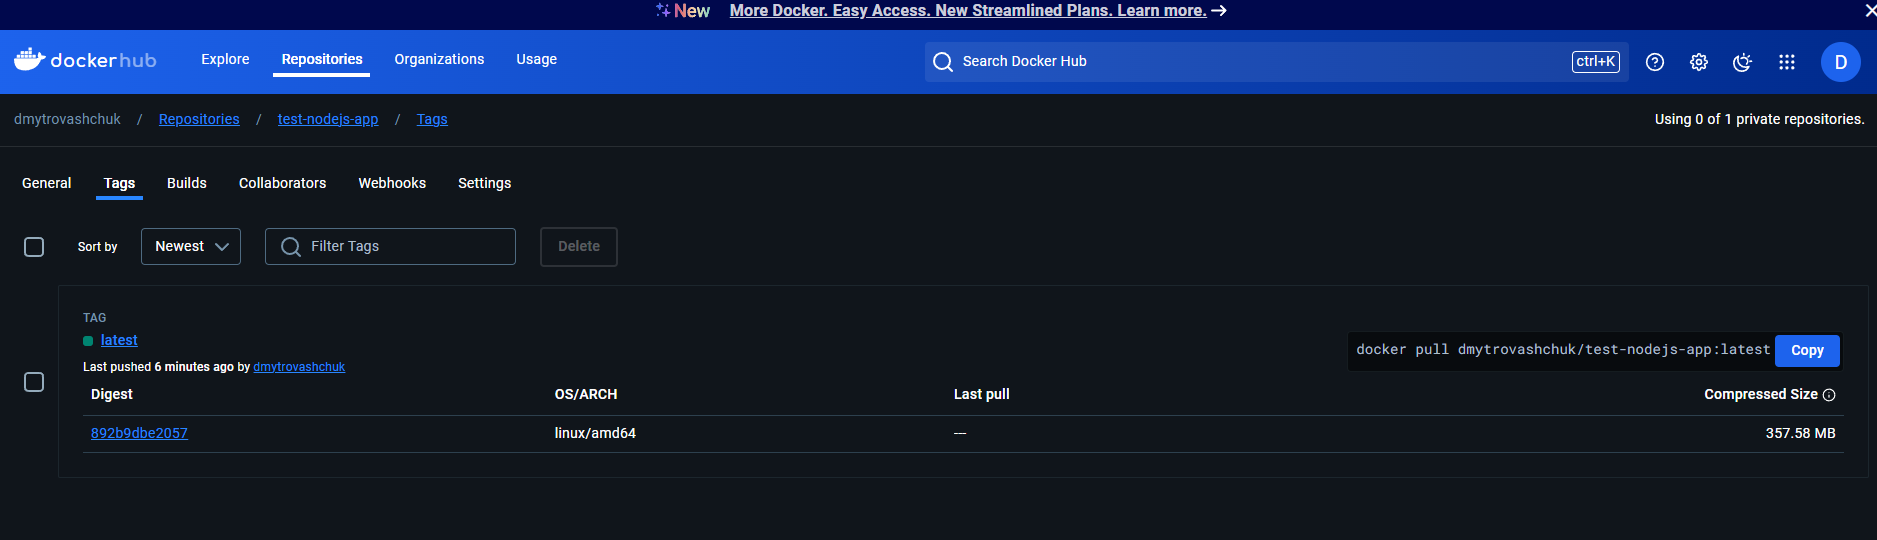 New More Docker. Easy Access. New Streamlined Plans. Learn more.
dockerhub Explore Repositories Organizations Usage Search Docker Hub ctrl+K D
dmytrovashchuk / Repositories / test-nodejs-app / Tags Using 0 of 1 private repositories.
General Tags Builds Collaborators Webhooks Settings
Sort by Newest Filter Tags Delete
TAG
latest
docker pull dmytrovashchuk/test-nodejs-app:latest Copy
Last pushed 6 minutes ago by dmytrovashchuk
Digest OS/ARCH Last pull Compressed Size
892b9dbe2057 linux/amd64 --- 357.58 MB